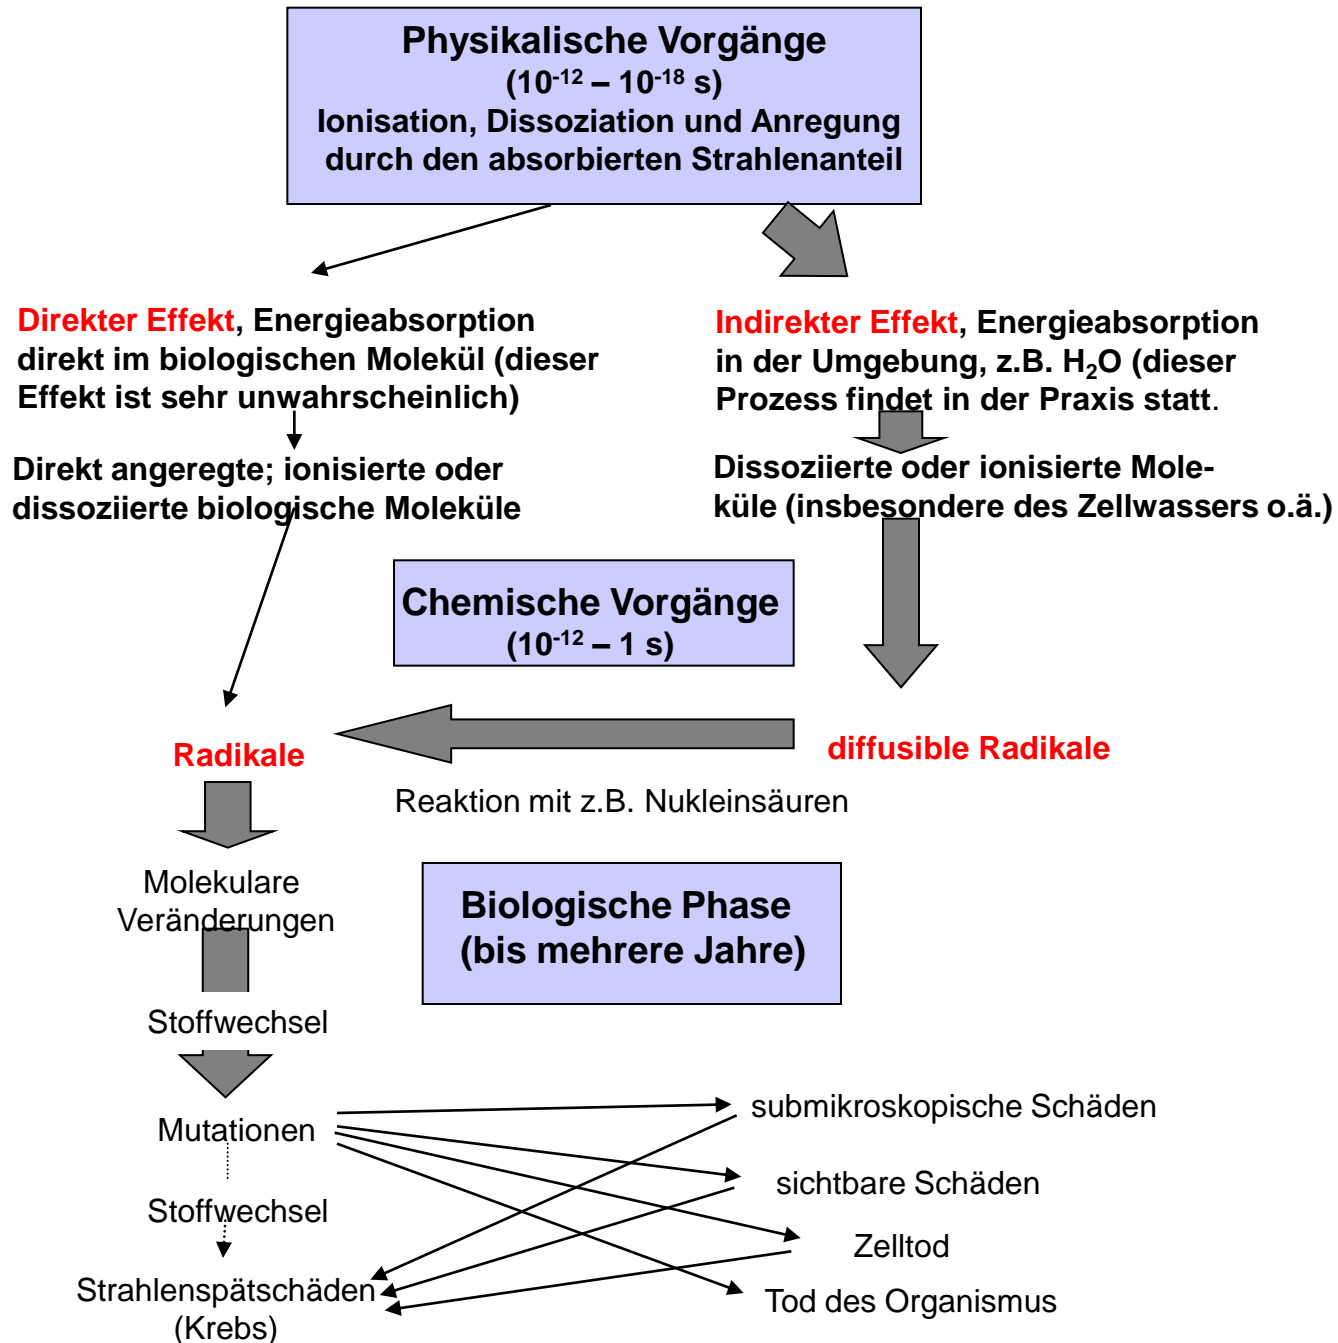 Physikalische Vorgänge
(10⁻¹² – 10⁻¹⁸ s)
Ionisation, Dissoziation und Anregung
durch den absorbierten Strahlenanteil
Direkter Effekt, Energieabsorption
direkt im biologischen Molekül (dieser
Effekt ist sehr unwahrscheinlich)
Indirekter Effekt, Energieabsorption
in der Umgebung, z.B. H₂O (dieser
Prozess findet in der Praxis statt.
Direkt angeregte; ionisierte oder
dissoziierte biologische Moleküle
Dissoziierte oder ionisierte Mole-
küle (insbesondere des Zellwassers o.ä.)
Chemische Vorgänge
(10⁻¹² – 1 s)
Radikale
diffusible Radikale
Reaktion mit z.B. Nukleinsäuren
Molekulare
Veränderungen
Biologische Phase
(bis mehrere Jahre)
Stoffwechsel
Mutationen
submikroskopische Schäden
sichtbare Schäden
Stoffwechsel
Zelltod
Strahlenspätschäden
(Krebs)
Tod des Organismus